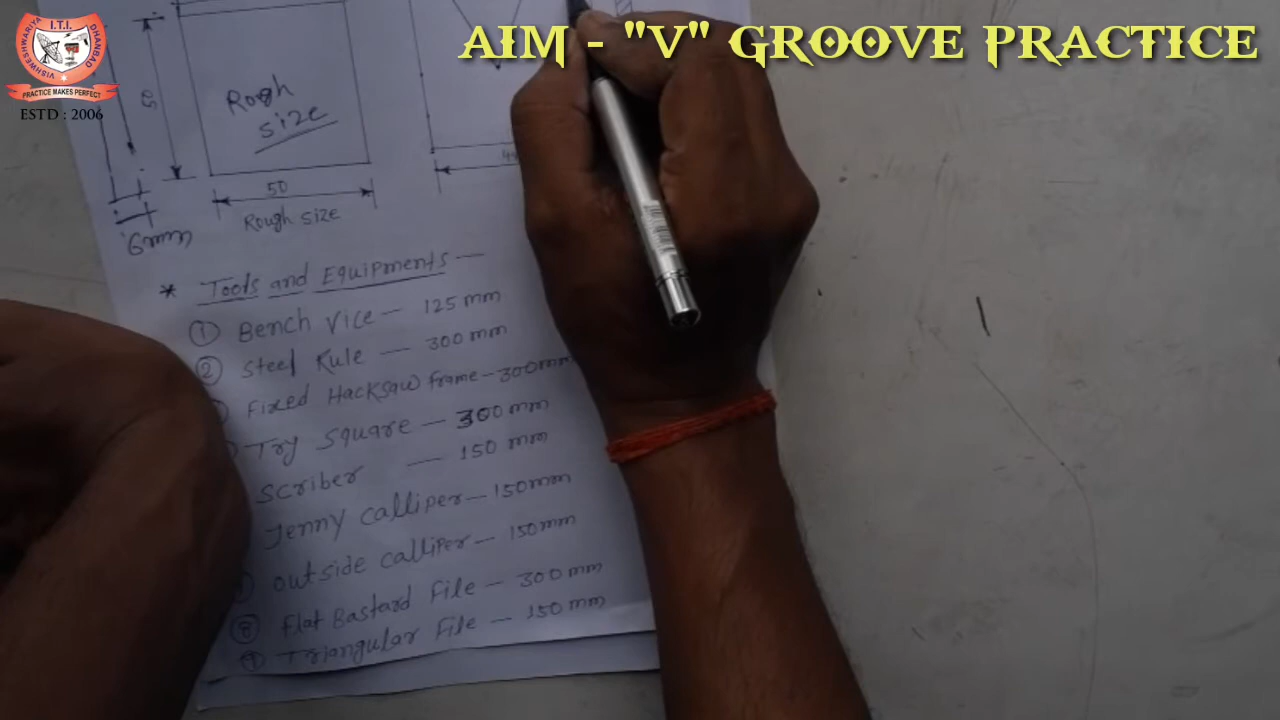 AIM - "V" GROOVE PRACTICE
I.T.I.
VISHWESHWARIYA
DHANBAD
PRACTICE MAKES PERFECT
ESTD : 2006
Rough
size
50
Rough size
6mm
* Tools and Equipments —
① Bench Vice — 125 mm
② Steel Rule — 300 mm
Fixed Hacksaw frame - 300mm
Try Square — 300 mm
Scriber — 150 mm
Jenny calliper — 150mm
outside calliper — 150mm
⑧ Flat Bastard File — 300 mm
Triangular File — 150 mm